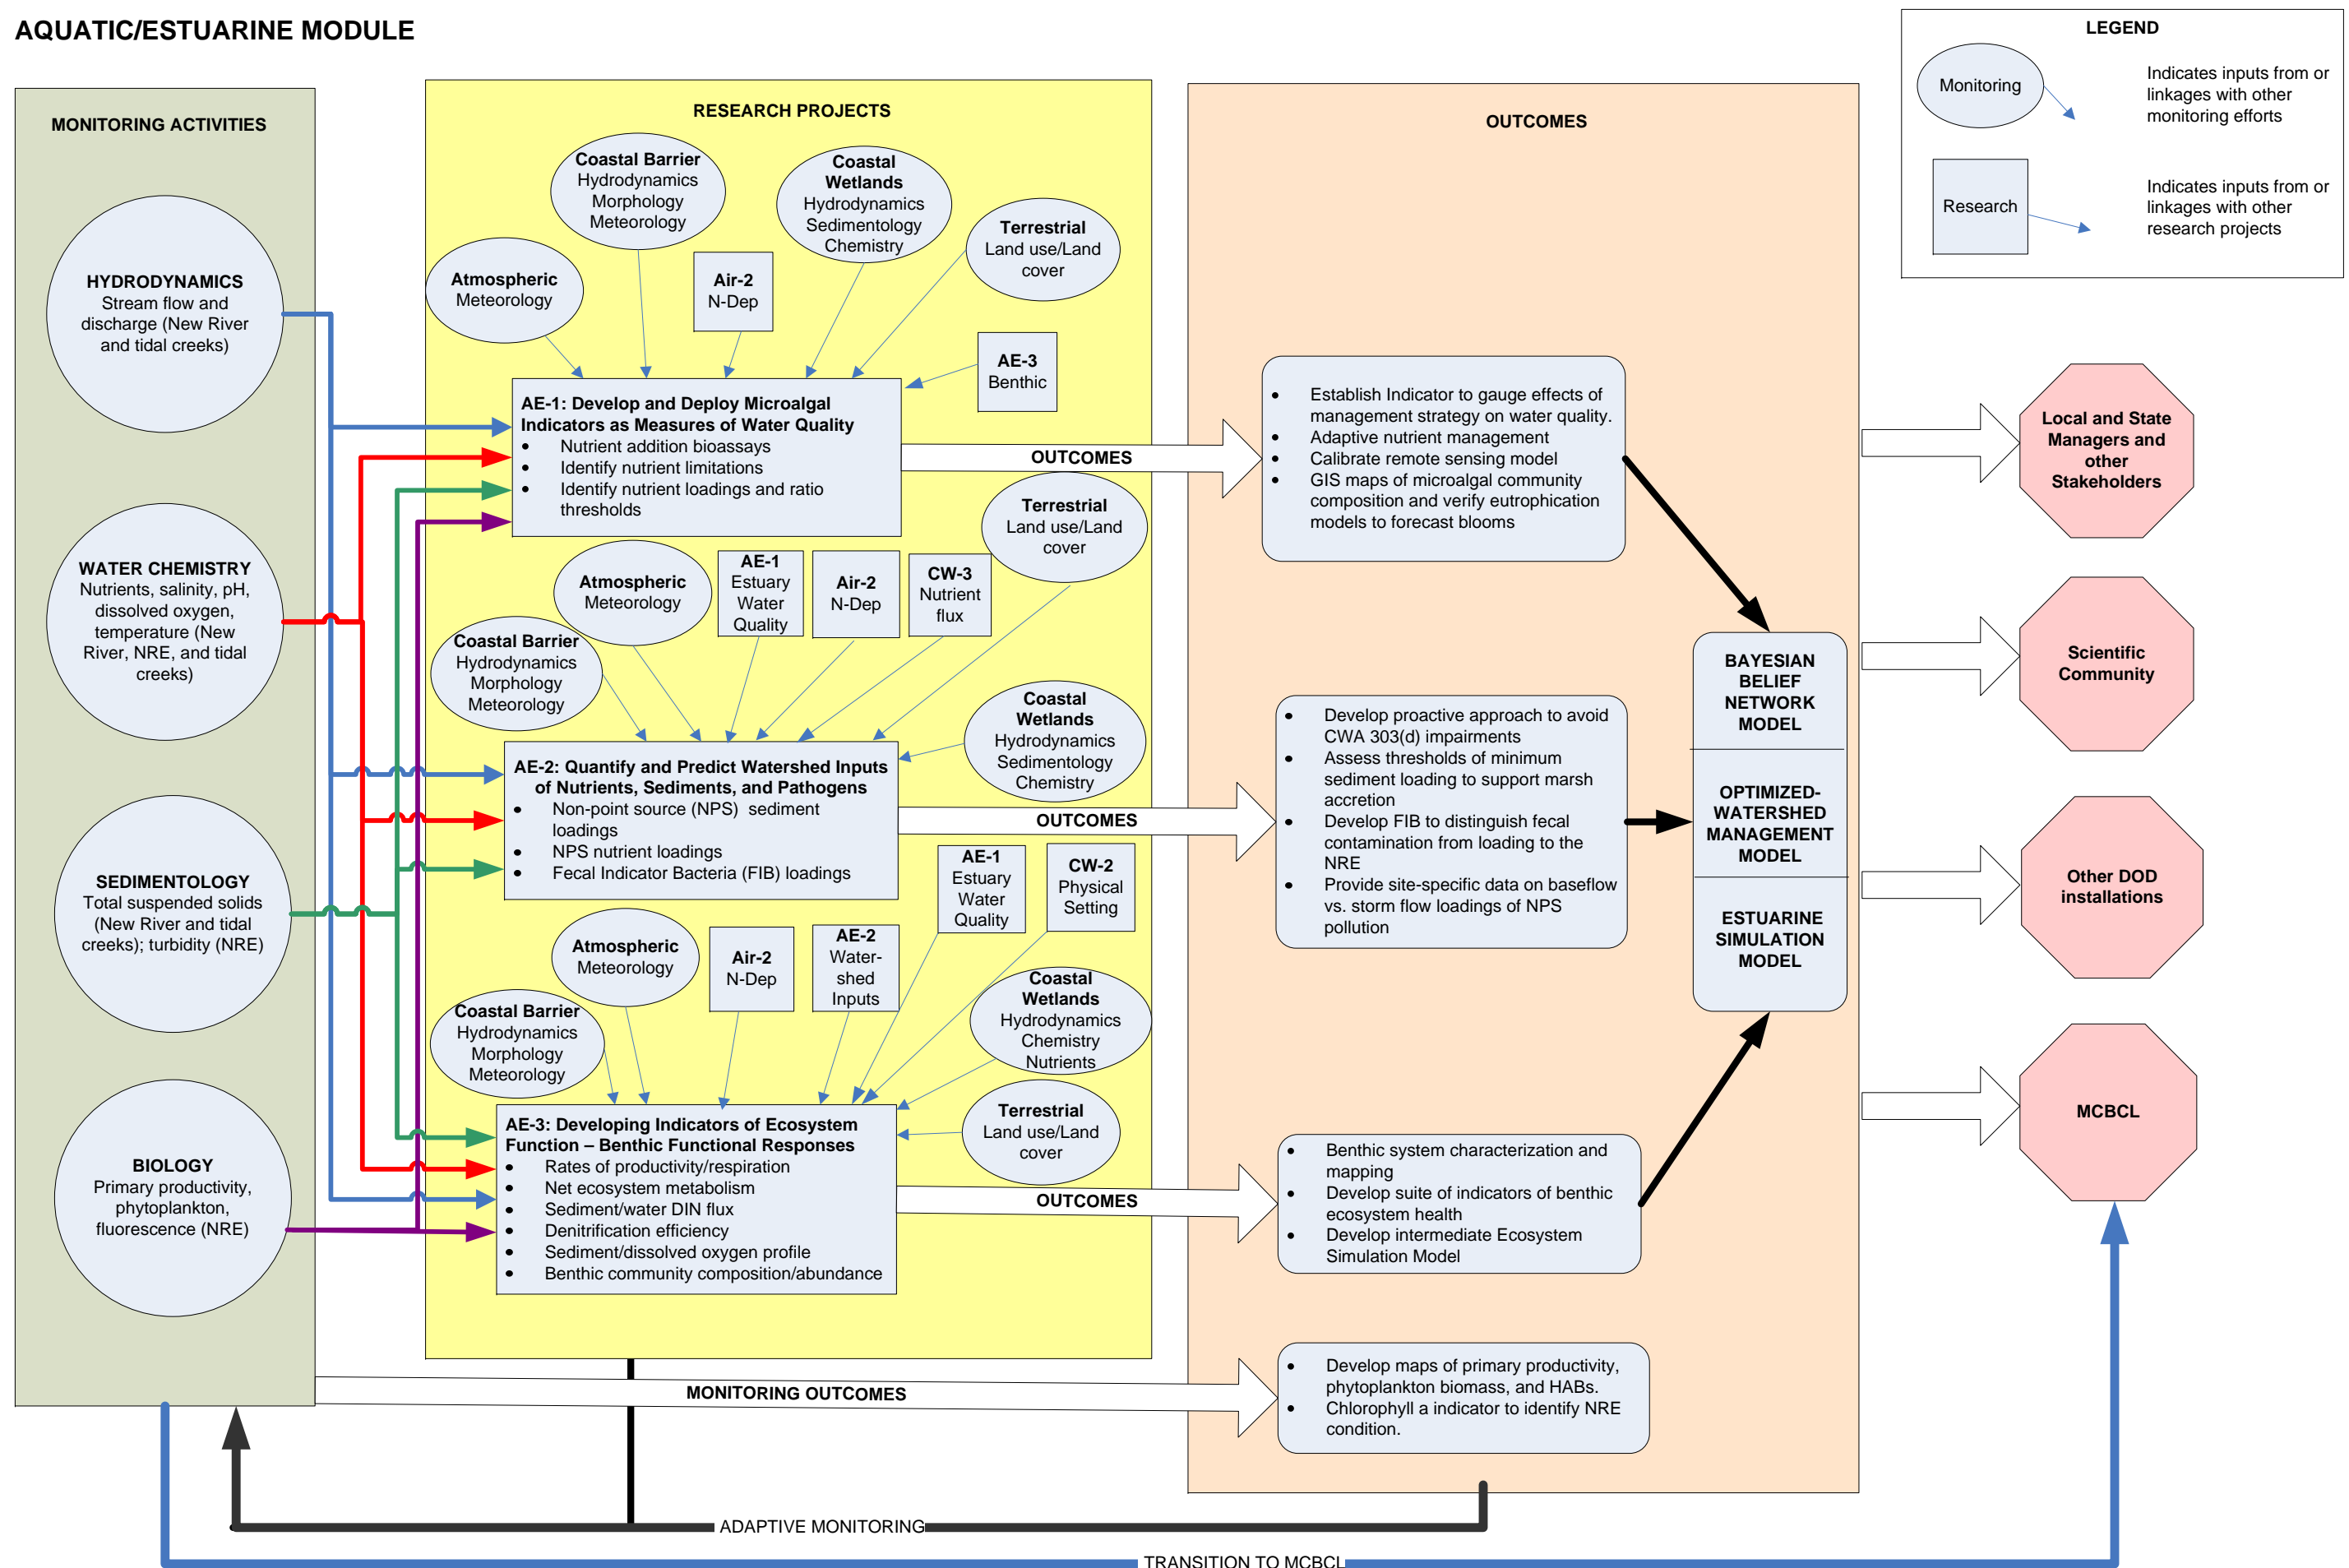 AQUATIC/ESTUARINE MODULE
LEGEND
Monitoring
Indicates inputs from or
linkages with other
monitoring efforts
Research
Indicates inputs from or
linkages with other
research projects
MONITORING ACTIVITIES
HYDRODYNAMICS
Stream flow and
discharge (New River
and tidal creeks)
WATER CHEMISTRY
Nutrients, salinity, pH,
dissolved oxygen,
temperature (New
River, NRE, and tidal
creeks)
SEDIMENTOLOGY
Total suspended solids
(New River and tidal
creeks); turbidity (NRE)
BIOLOGY
Primary productivity,
phytoplankton,
fluorescence (NRE)
RESEARCH PROJECTS
Atmospheric
Meteorology
Coastal Barrier
Hydrodynamics
Morphology
Meteorology
Air-2
N-Dep
Coastal
Wetlands
Hydrodynamics
Sedimentology
Chemistry
Terrestrial
Land use/Land
cover
AE-3
Benthic
AE-1: Develop and Deploy Microalgal
Indicators as Measures of Water Quality
• Nutrient addition bioassays
• Identify nutrient limitations
• Identify nutrient loadings and ratio
thresholds
OUTCOMES
Coastal Barrier
Hydrodynamics
Morphology
Meteorology
Atmospheric
Meteorology
AE-1
Estuary
Water
Quality
Air-2
N-Dep
CW-3
Nutrient
flux
Terrestrial
Land use/Land
cover
Coastal
Wetlands
Hydrodynamics
Sedimentology
Chemistry
AE-2: Quantify and Predict Watershed Inputs
of Nutrients, Sediments, and Pathogens
• Non-point source (NPS) sediment
loadings
• NPS nutrient loadings
• Fecal Indicator Bacteria (FIB) loadings
OUTCOMES
Coastal Barrier
Hydrodynamics
Morphology
Meteorology
Atmospheric
Meteorology
Air-2
N-Dep
AE-2
Water-
shed
Inputs
AE-1
Estuary
Water
Quality
CW-2
Physical
Setting
Coastal
Wetlands
Hydrodynamics
Chemistry
Nutrients
Terrestrial
Land use/Land
cover
AE-3: Developing Indicators of Ecosystem
Function – Benthic Functional Responses
• Rates of productivity/respiration
• Net ecosystem metabolism
• Sediment/water DIN flux
• Denitrification efficiency
• Sediment/dissolved oxygen profile
• Benthic community composition/abundance
OUTCOMES
MONITORING OUTCOMES
OUTCOMES
• Establish Indicator to gauge effects of
management strategy on water quality.
• Adaptive nutrient management
• Calibrate remote sensing model
• GIS maps of microalgal community
composition and verify eutrophication
models to forecast blooms
• Develop proactive approach to avoid
CWA 303(d) impairments
• Assess thresholds of minimum
sediment loading to support marsh
accretion
• Develop FIB to distinguish fecal
contamination from loading to the
NRE
• Provide site-specific data on baseflow
vs. storm flow loadings of NPS
pollution
• Benthic system characterization and
mapping
• Develop suite of indicators of benthic
ecosystem health
• Develop intermediate Ecosystem
Simulation Model
• Develop maps of primary productivity,
phytoplankton biomass, and HABs.
• Chlorophyll a indicator to identify NRE
condition.
BAYESIAN
BELIEF
NETWORK
MODEL
OPTIMIZED-
WATERSHED
MANAGEMENT
MODEL
ESTUARINE
SIMULATION
MODEL
Local and State
Managers and
other
Stakeholders
Scientific
Community
Other DOD
installations
MCBCL
ADAPTIVE MONITORING
TRANSITION TO MCBCL